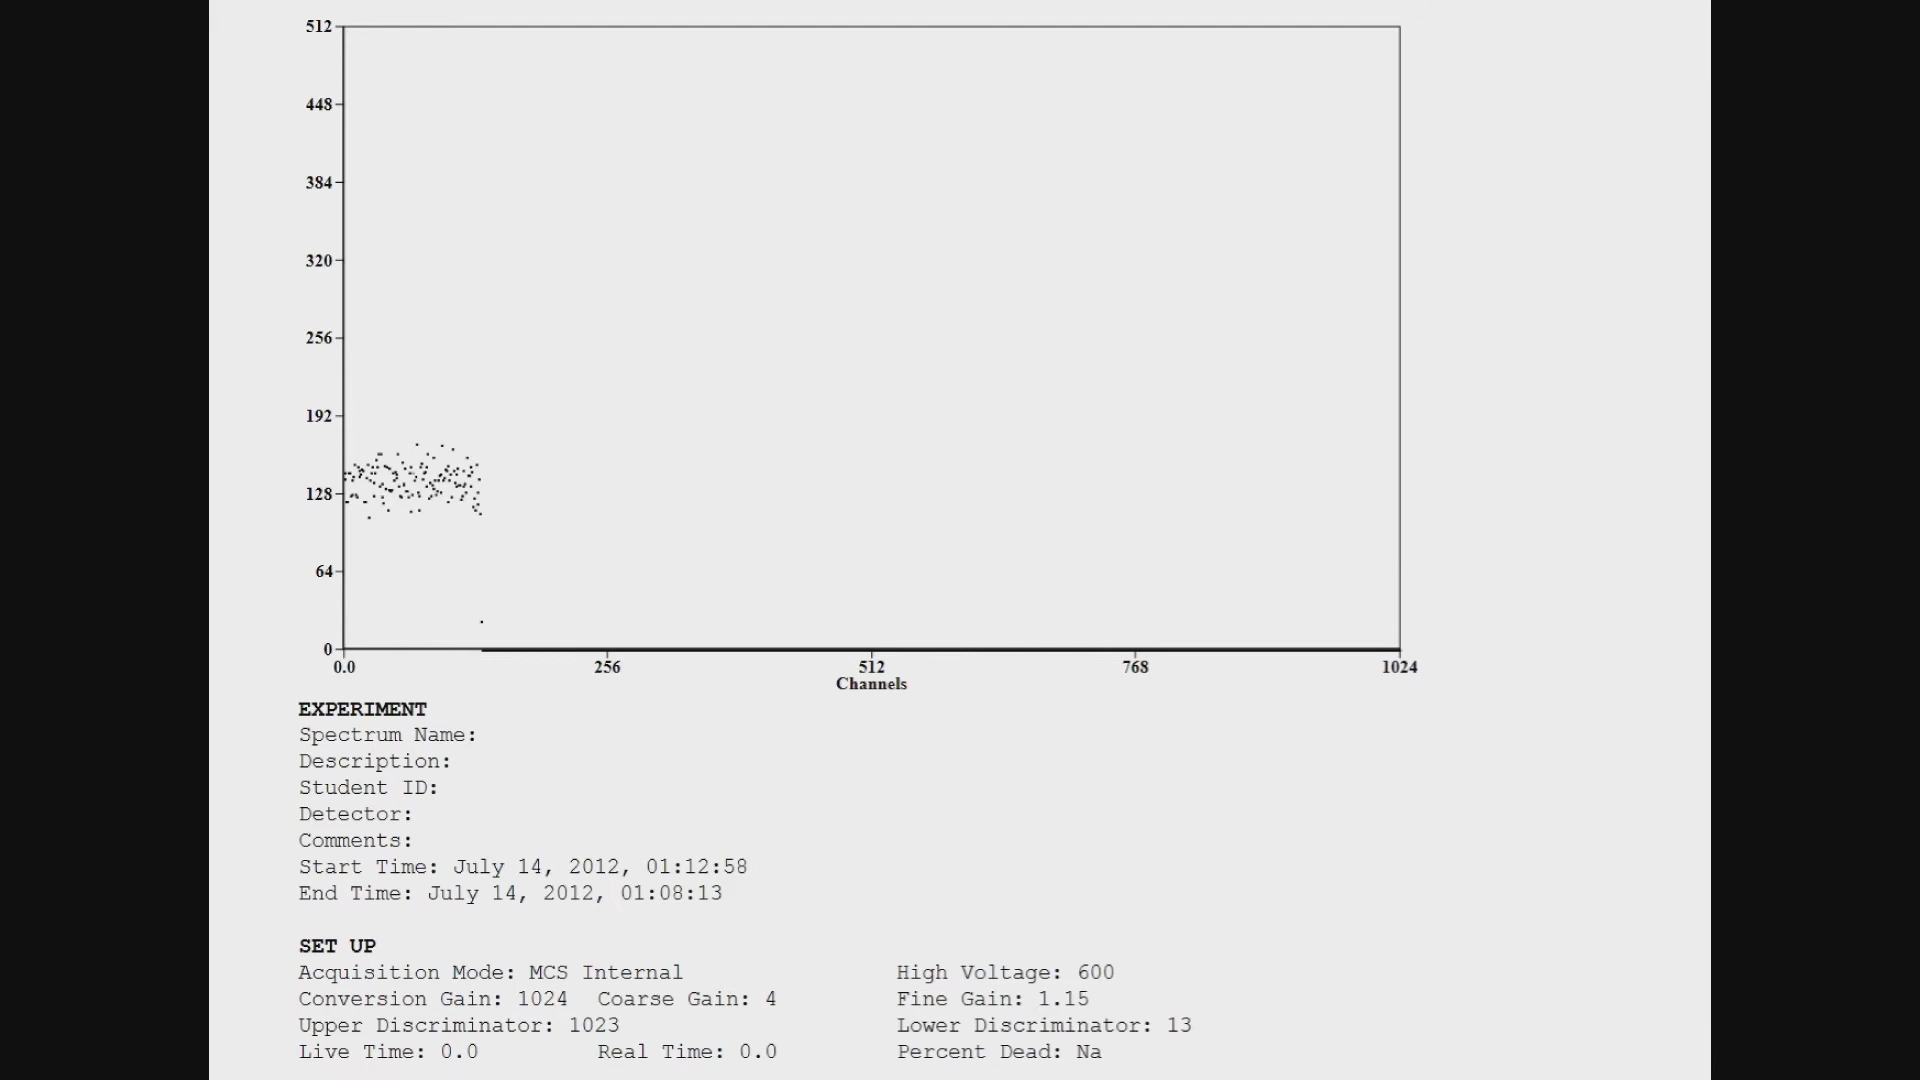 512
448
384
320
256
192
128
64
0
0.0 256 512 768 1024
Channels
EXPERIMENT
Spectrum Name:
Description:
Student ID:
Detector:
Comments:
Start Time: July 14, 2012, 01:12:58
End Time: July 14, 2012, 01:08:13
SET UP
Acquisition Mode: MCS Internal High Voltage: 600
Conversion Gain: 1024 Coarse Gain: 4 Fine Gain: 1.15
Upper Discriminator: 1023 Lower Discriminator: 13
Live Time: 0.0 Real Time: 0.0 Percent Dead: Na